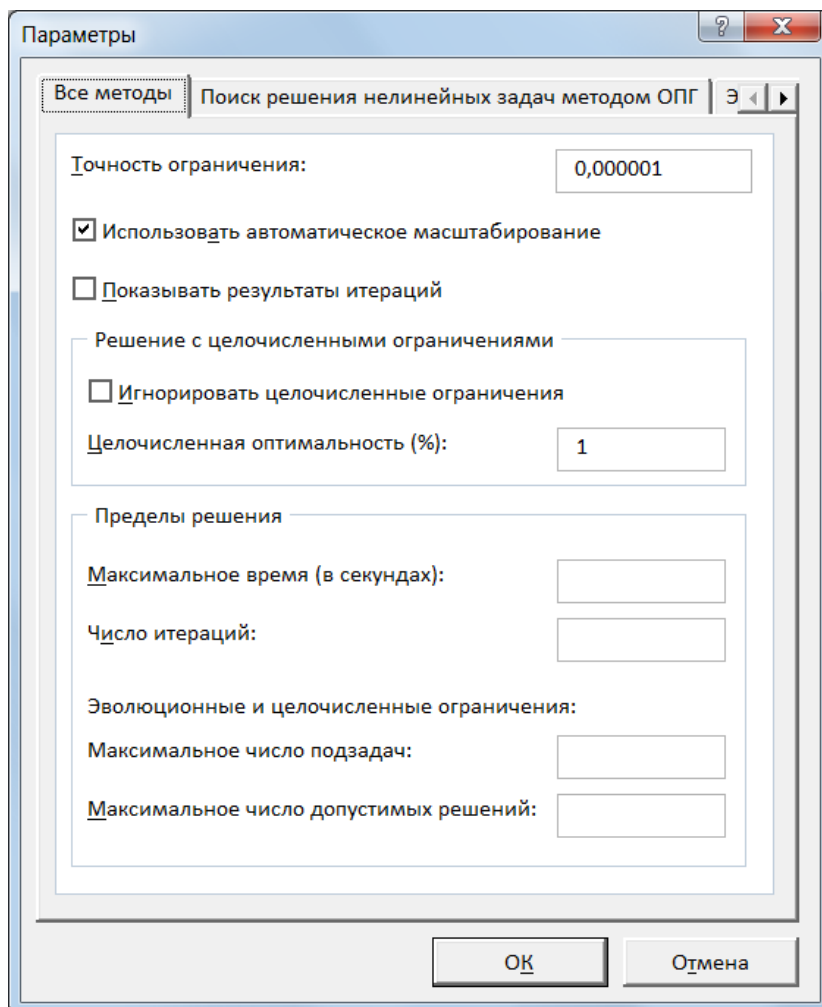 Параметры
?
X
Все методы
Поиск решения нелинейных задач методом ОПГ
Э
Точность ограничения:
0,000001
Использовать автоматическое масштабирование
Показывать результаты итераций
Решение с целочисленными ограничениями
Игнорировать целочисленные ограничения
Целочисленная оптимальность (%):
1
Пределы решения
Максимальное время (в секундах):
Число итераций:
Эволюционные и целочисленные ограничения:
Максимальное число подзадач:
Максимальное число допустимых решений:
ОК
Отмена